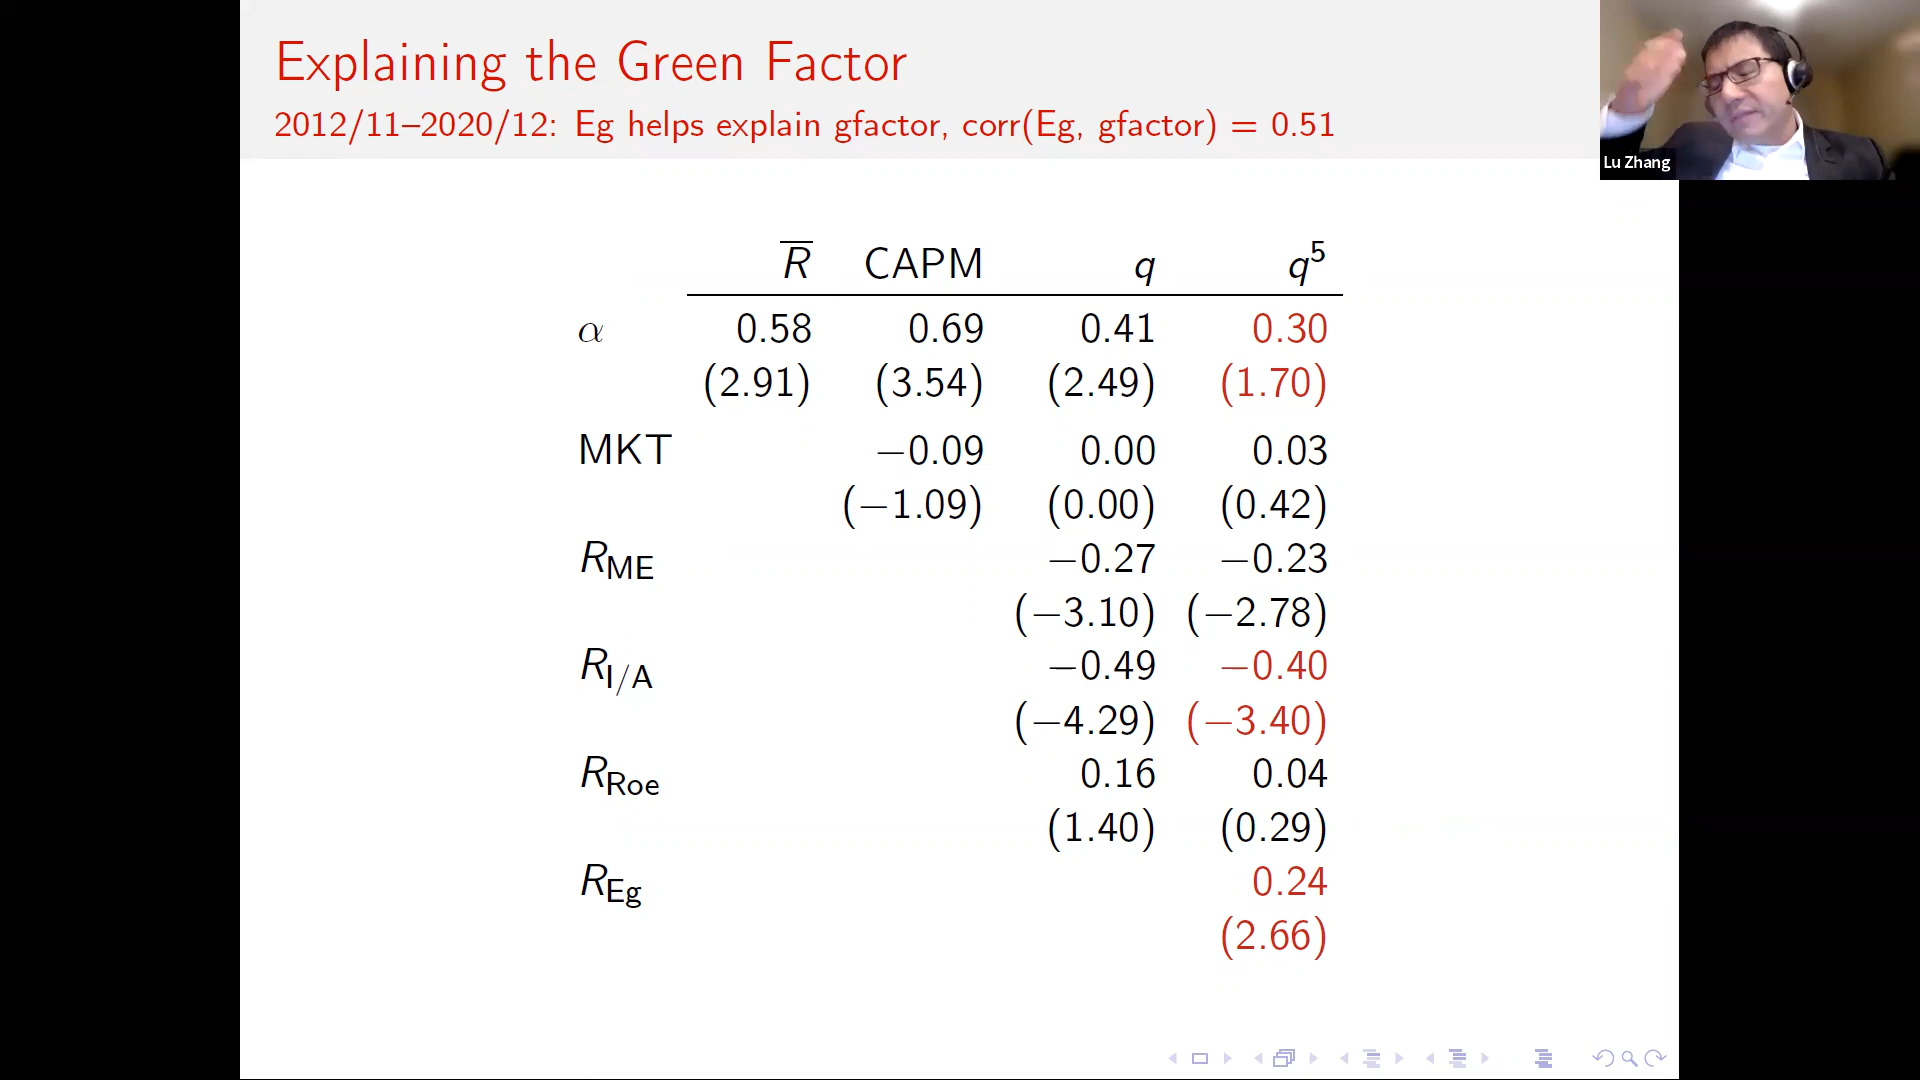 Explaining the Green Factor
2012/11–2020/12: Eg helps explain gfactor, corr(Eg, gfactor) = 0.51
Lu Zhang
R̅ CAPM q q⁵
α 0.58 0.69 0.41 0.30
(2.91) (3.54) (2.49) (1.70)
MKT −0.09 0.00 0.03
(−1.09) (0.00) (0.42)
R_ME −0.27 −0.23
(−3.10) (−2.78)
R_I/A −0.49 −0.40
(−4.29) (−3.40)
R_Roe 0.16 0.04
(1.40) (0.29)
R_Eg 0.24
(2.66)